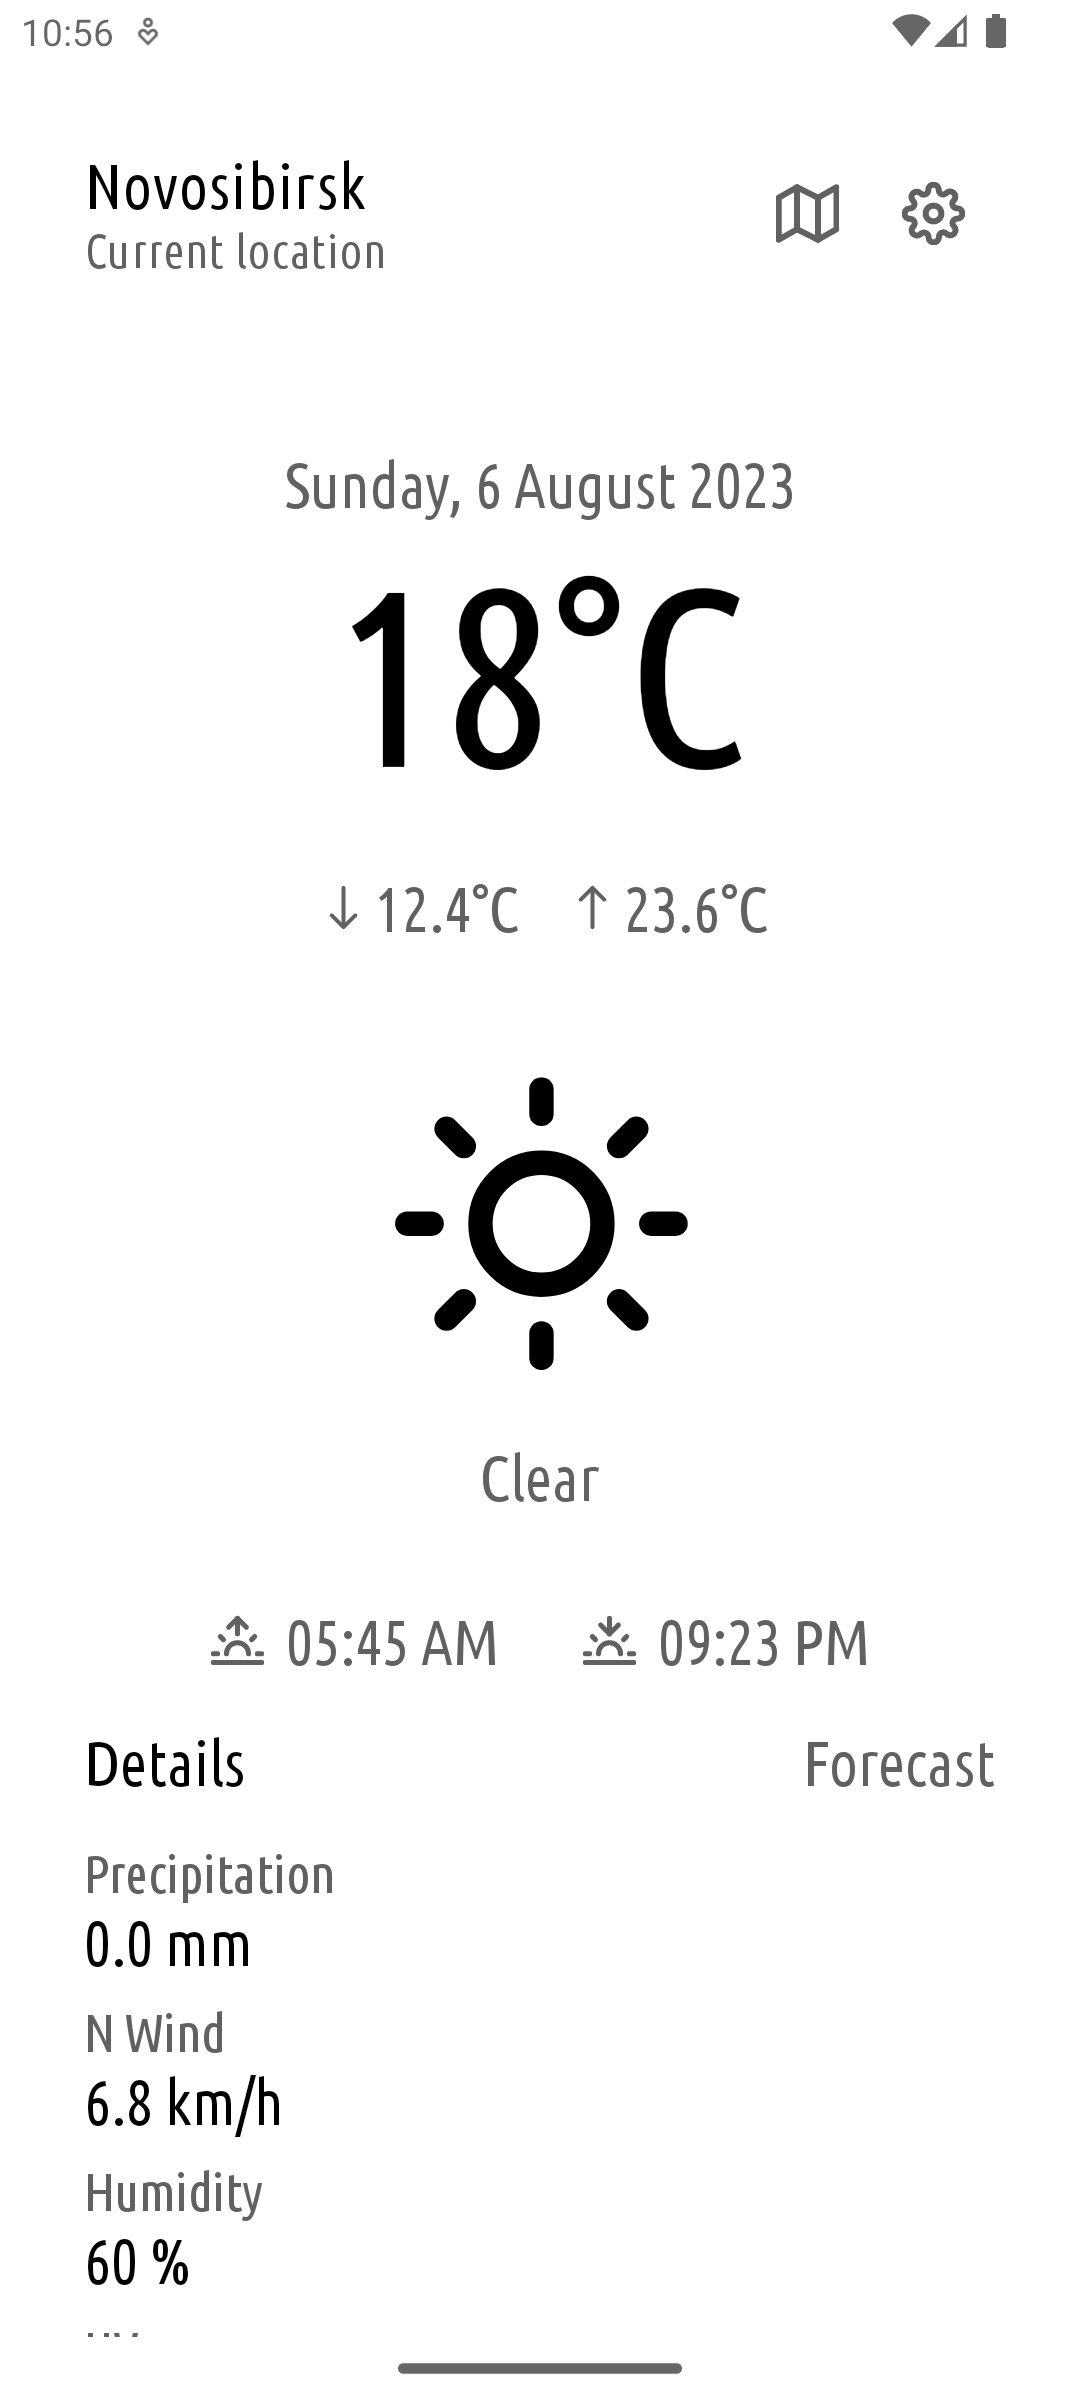 10:56
Novosibirsk
Current location
Sunday, 6 August 2023
18°C
↓ 12.4°C ↑ 23.6°C
Clear
05:45 AM 09:23 PM
Details Forecast
Precipitation
0.0 mm
N Wind
6.8 km/h
Humidity
60 %